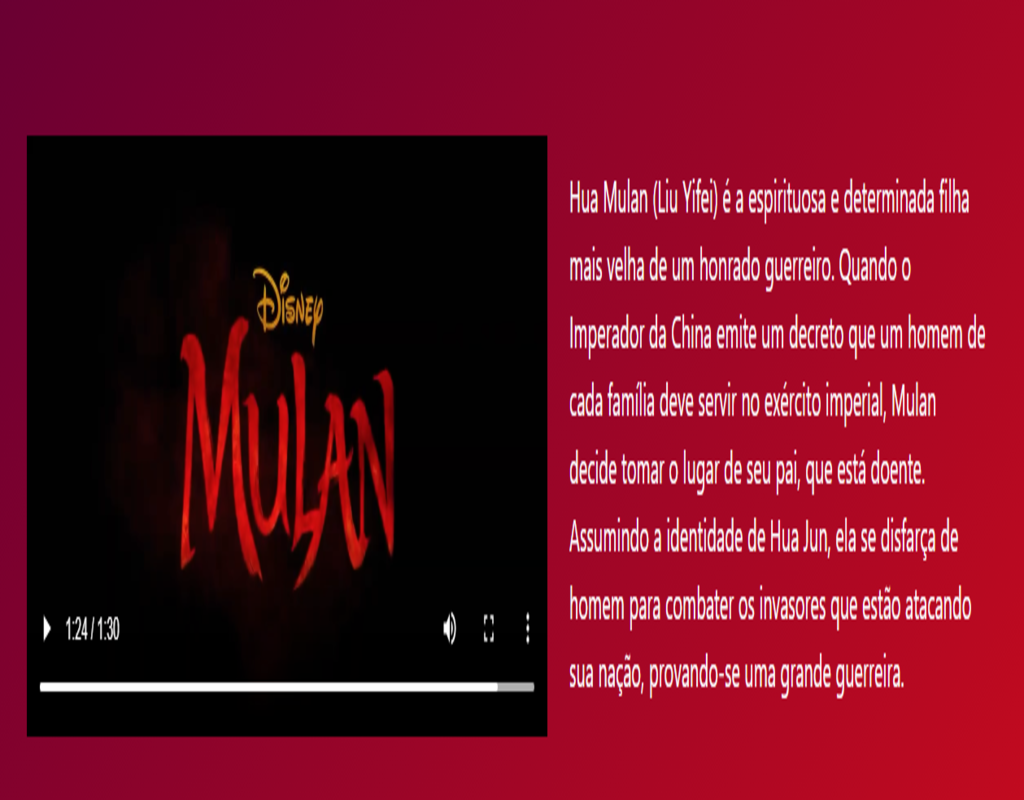 Disney
MULAN
1:24 / 1:30
Hua Mulan (Liu Yifei) é a espirituosa e determinada filha
mais velha de um honrado guerreiro. Quando o
Imperador da China emite um decreto que um homem de
cada família deve servir no exército imperial, Mulan
decide tomar o lugar de seu pai, que está doente.
Assumindo a identidade de Hua Jun, ela se disfarça de
homem para combater os invasores que estão atacando
sua nação, provando-se uma grande guerreira.